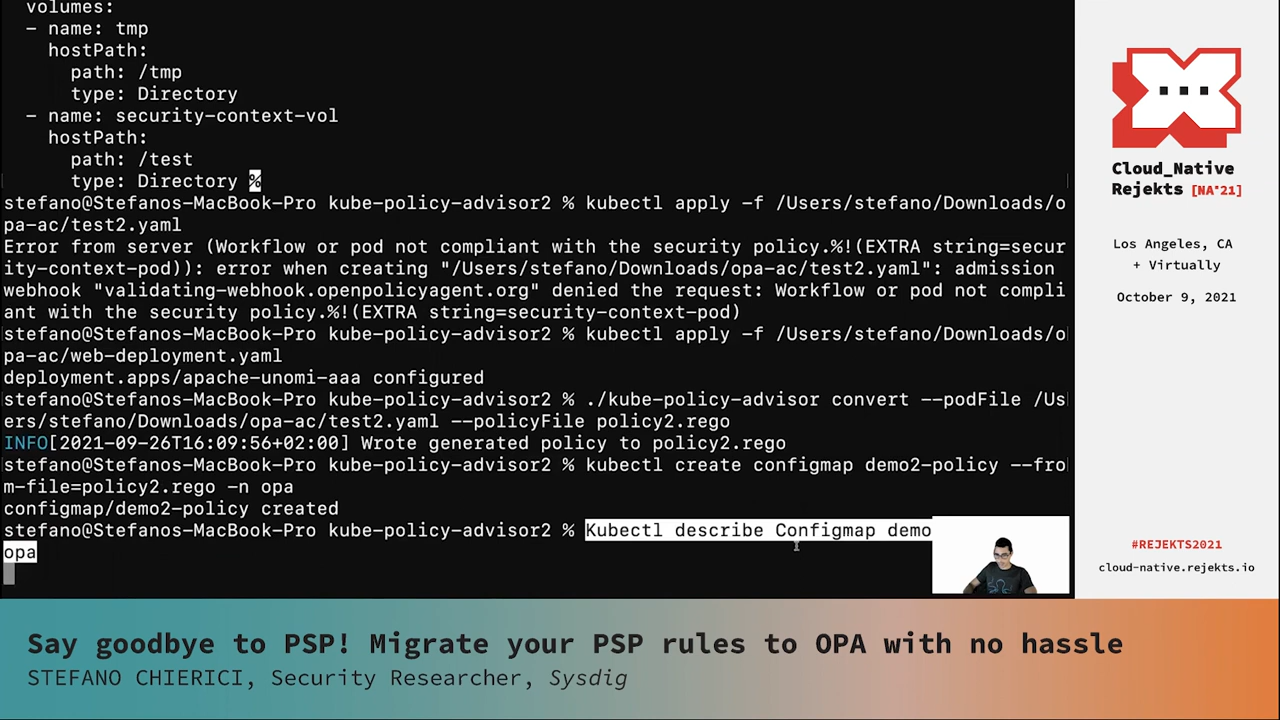 volumes:
- name: tmp
hostPath:
path: /tmp
type: Directory
- name: security-context-vol
hostPath:
path: /test
type: Directory %
stefano@Stefanos-MacBook-Pro kube-policy-advisor2 % kubectl apply -f /Users/stefano/Downloads/o
pa-ac/test2.yaml
Error from server (Workflow or pod not compliant with the security policy.%!(EXTRA string=secur
ity-context-pod)): error when creating "/Users/stefano/Downloads/opa-ac/test2.yaml": admission
webhook "validating-webhook.openpolicyagent.org" denied the request: Workflow or pod not compli
ant with the security policy.%!(EXTRA string=security-context-pod)
stefano@Stefanos-MacBook-Pro kube-policy-advisor2 % kubectl apply -f /Users/stefano/Downloads/o
pa-ac/web-deployment.yaml
deployment.apps/apache-unomi-aaa configured
stefano@Stefanos-MacBook-Pro kube-policy-advisor2 % ./kube-policy-advisor convert --podFile /Us
ers/stefano/Downloads/opa-ac/test2.yaml --policyFile policy2.rego
INFO[2021-09-26T16:09:56+02:00] Wrote generated policy to policy2.rego
stefano@Stefanos-MacBook-Pro kube-policy-advisor2 % kubectl create configmap demo2-policy --fro
m-file=policy2.rego -n opa
configmap/demo2-policy created
stefano@Stefanos-MacBook-Pro kube-policy-advisor2 % Kubectl describe Configmap demo
opa
Cloud_Native
Rejekts [NA'21]
Los Angeles, CA
+ Virtually
October 9, 2021
#REJEKTS2021
cloud-native.rejekts.io
Say goodbye to PSP! Migrate your PSP rules to OPA with no hassle
STEFANO CHIERICI, Security Researcher, Sysdig